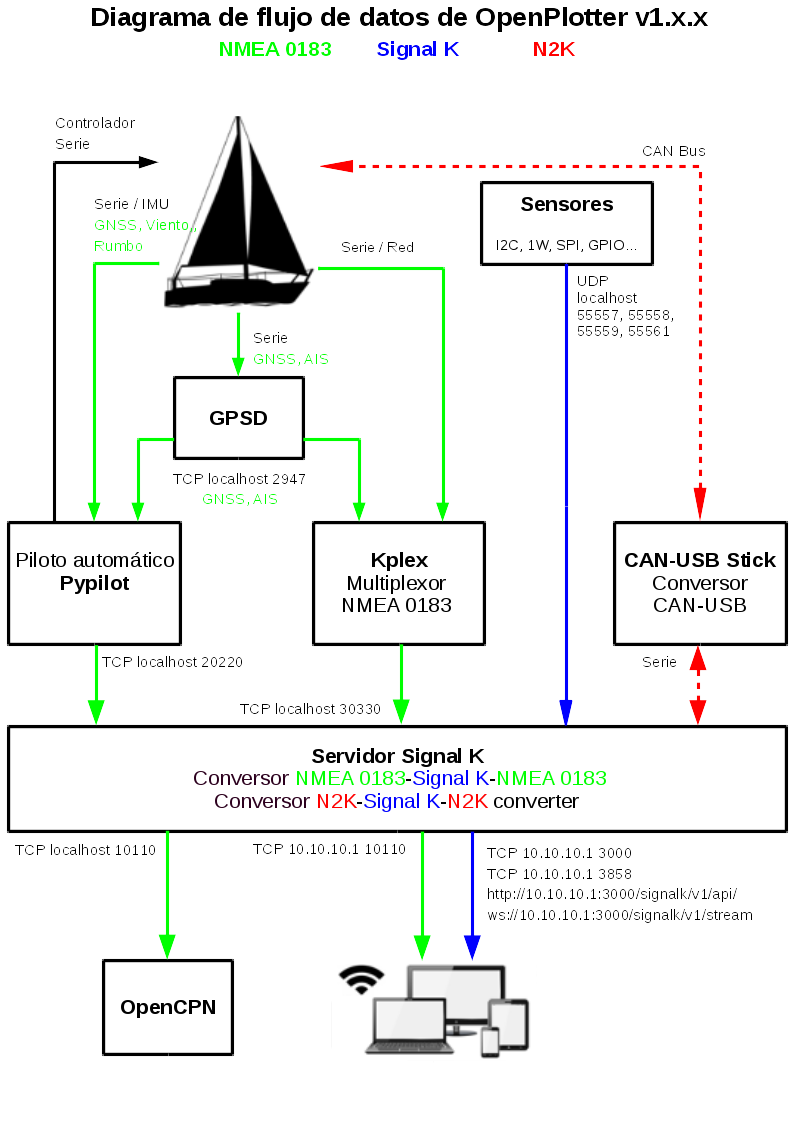 Diagrama de flujo de datos de OpenPlotter v1.x.x
NMEA 0183 Signal K N2K
Controlador
Serie
CAN Bus
Serie / IMU
GNSS, Viento,
Rumbo
Serie / Red
Sensores
I2C, 1W, SPI, GPIO...
UDP
localhost
55557, 55558,
55559, 55561
Serie
GNSS, AIS
GPSD
TCP localhost 2947
GNSS, AIS
Piloto automático
Pypilot
Kplex
Multiplexor
NMEA 0183
CAN-USB Stick
Conversor
CAN-USB
TCP localhost 20220
Serie
TCP localhost 30330
Servidor Signal K
Conversor NMEA 0183-Signal K-NMEA 0183
Conversor N2K-Signal K-N2K converter
TCP localhost 10110
TCP 10.10.10.1 10110
TCP 10.10.10.1 3000
TCP 10.10.10.1 3858
http://10.10.10.1:3000/signalk/v1/api/
ws://10.10.10.1:3000/signalk/v1/stream
OpenCPN